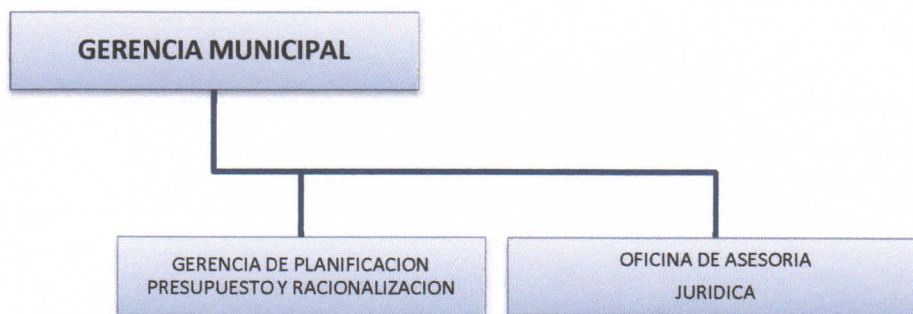 GERENCIA MUNICIPAL
GERENCIA DE PLANIFICACION
PRESUPUESTO Y RACIONALIZACION
OFICINA DE ASESORIA
JURIDICA